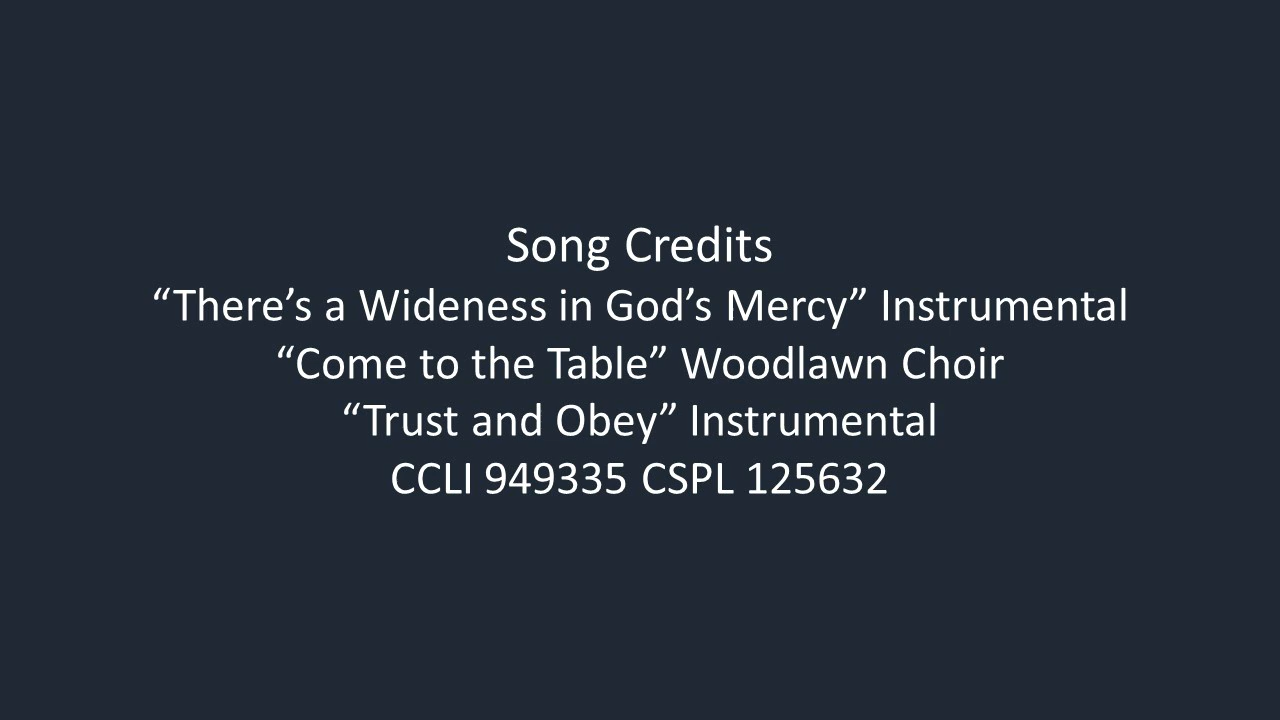 Song Credits
“There’s a Wideness in God’s Mercy” Instrumental
“Come to the Table” Woodlawn Choir
“Trust and Obey” Instrumental
CCLI 949335 CSPL 125632